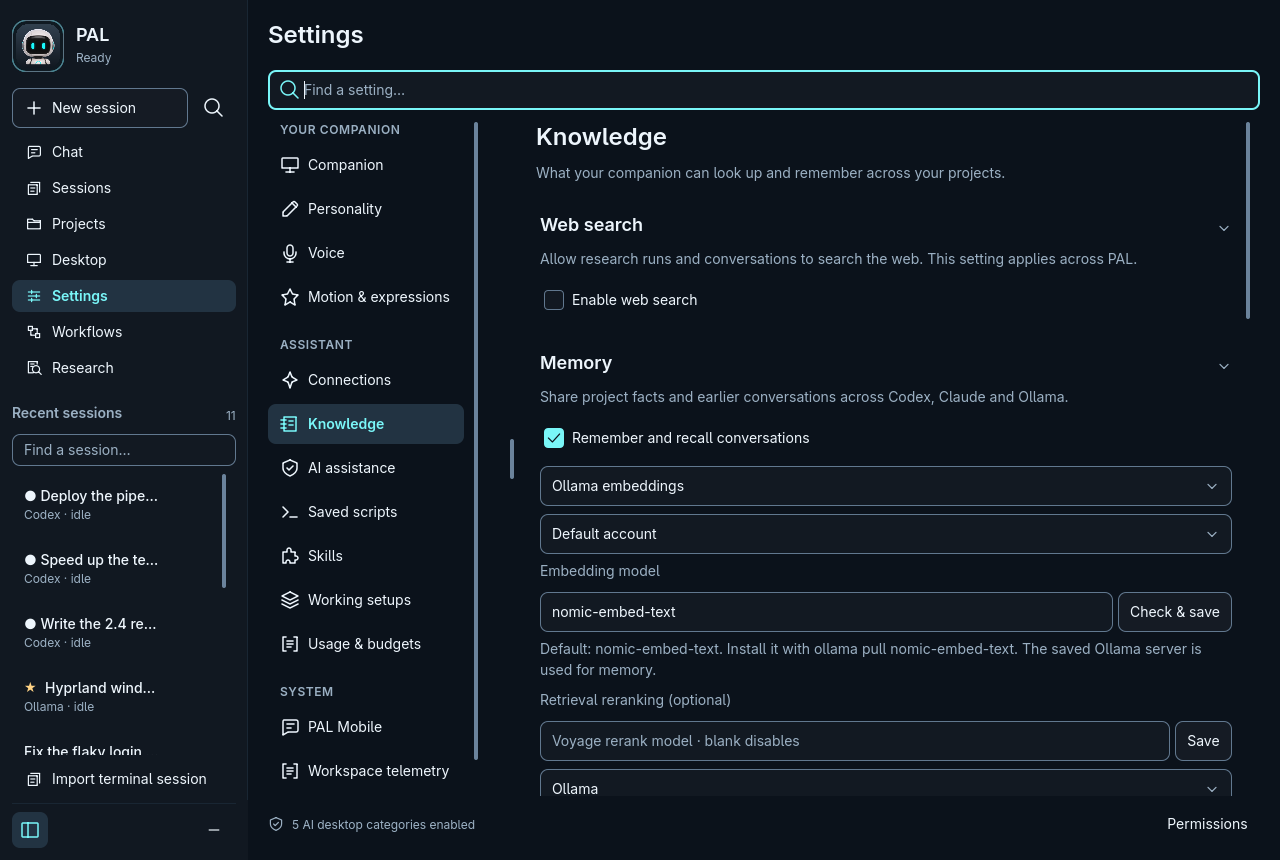 PAL
Ready
New session
Chat
Sessions
Projects
Desktop
Settings
Workflows
Research
Recent sessions
11
Find a session...
Deploy the pipe...
Codex · idle
Speed up the te...
Codex · idle
Write the 2.4 re...
Codex · idle
★ Hyprland wind...
Ollama · idle
Fix the flaky login
Import terminal session
Settings
Find a setting...
YOUR COMPANION
Companion
Personality
Voice
Motion & expressions
ASSISTANT
Connections
Knowledge
AI assistance
Saved scripts
Skills
Working setups
Usage & budgets
SYSTEM
PAL Mobile
Workspace telemetry
Knowledge
What your companion can look up and remember across your projects.
Web search
Allow research runs and conversations to search the web. This setting applies across PAL.
Enable web search
Memory
Share project facts and earlier conversations across Codex, Claude and Ollama.
Remember and recall conversations
Ollama embeddings
Default account
Embedding model
nomic-embed-text
Check & save
Default: nomic-embed-text. Install it with ollama pull nomic-embed-text. The saved Ollama server is
used for memory.
Retrieval reranking (optional)
Voyage rerank model · blank disables
Save
Ollama
5 AI desktop categories enabled
Permissions